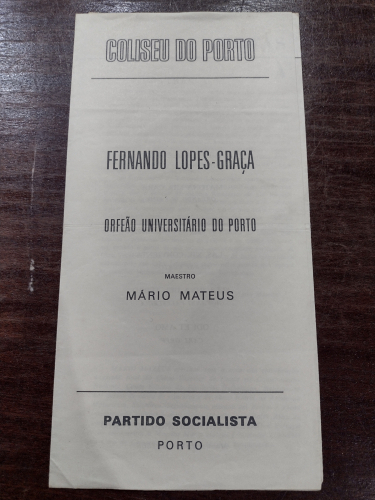 COLISEU DO PORTO
FERNANDO LOPES-GRAÇA
ORFEÃO UNIVERSITÁRIO DO PORTO
MAESTRO
MÁRIO MATEUS
PARTIDO SOCIALISTA
PORTO